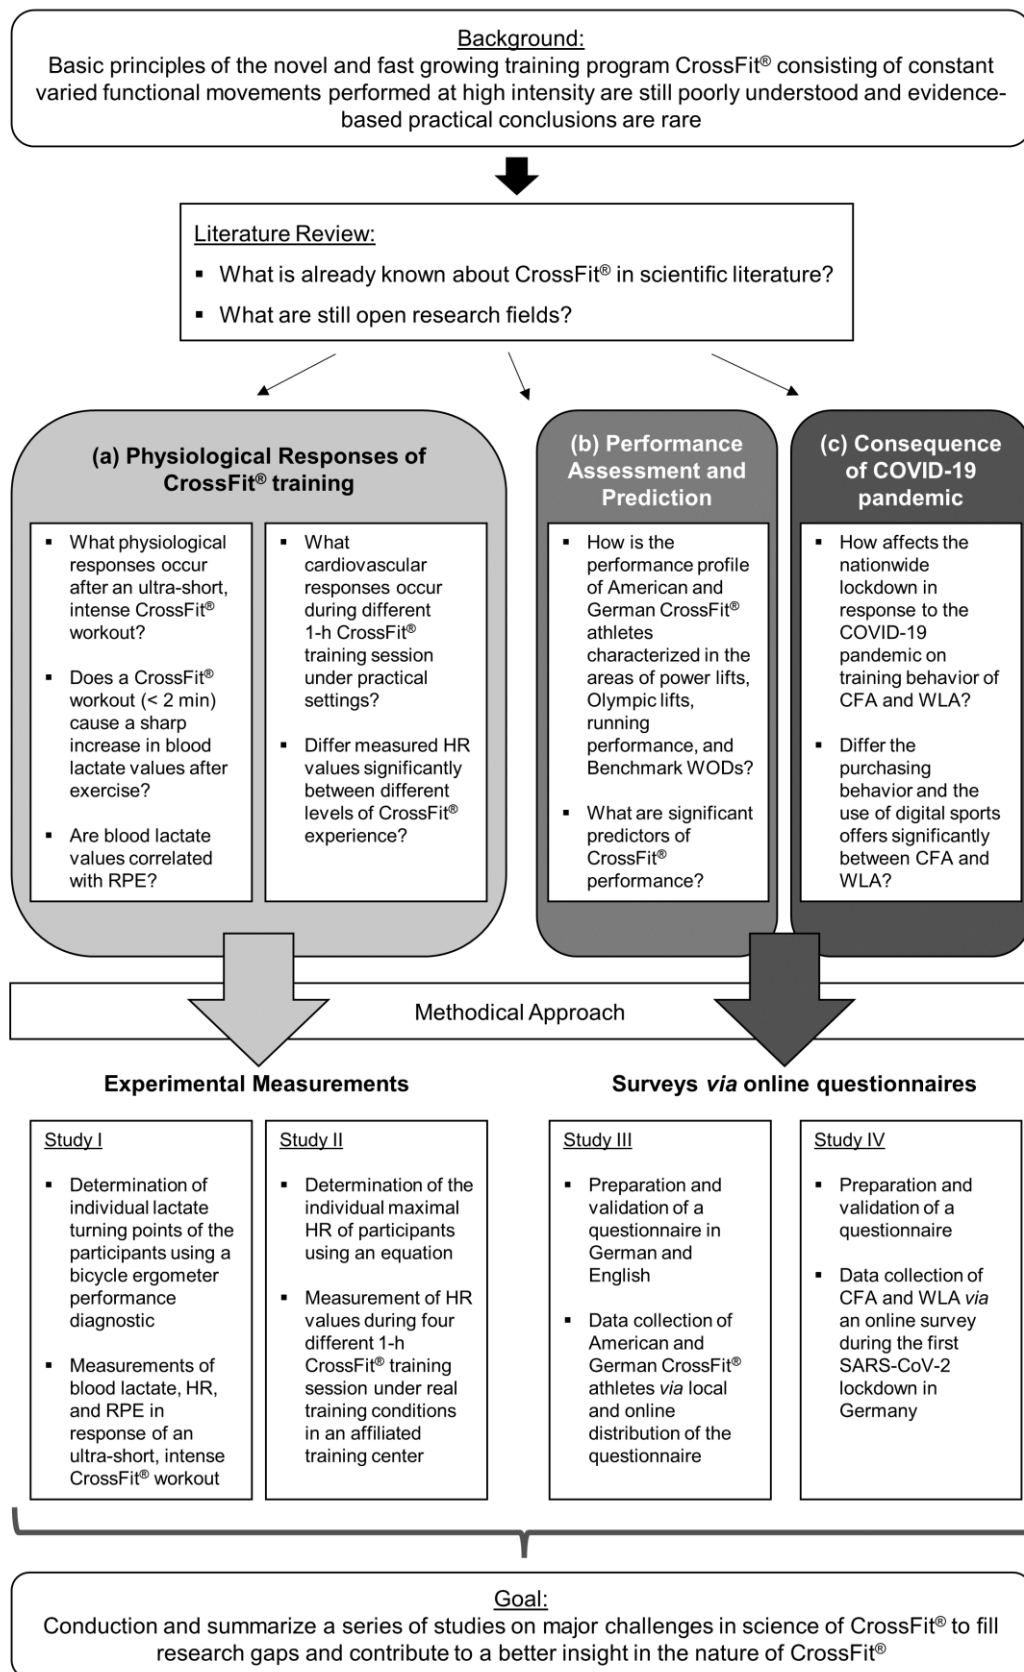 Background:
Basic principles of the novel and fast growing training program CrossFit® consisting of constant
varied functional movements performed at high intensity are still poorly understood and evidence-
based practical conclusions are rare
Literature Review:
▪ What is already known about CrossFit® in scientific literature?
▪ What are still open research fields?
(a) Physiological Responses of
CrossFit® training
▪ What physiological
responses occur
after an ultra-short,
intense CrossFit®
workout?
▪ Does a CrossFit®
workout (< 2 min)
cause a sharp
increase in blood
lactate values after
exercise?
▪ Are blood lactate
values correlated
with RPE?
▪ What
cardiovascular
responses occur
during different
1-h CrossFit®
training session
under practical
settings?
▪ Differ measured HR
values significantly
between different
levels of CrossFit®
experience?
(b) Performance
Assessment and
Prediction
▪ How is the
performance profile
of American and
German CrossFit®
athletes
characterized in the
areas of power lifts,
Olympic lifts,
running
performance, and
Benchmark WODs?
▪ What are significant
predictors of
CrossFit®
performance?
(c) Consequence
of COVID-19
pandemic
▪ How affects the
nationwide
lockdown in
response to the
COVID-19
pandemic on
training behavior of
CFA and WLA?
▪ Differ the
purchasing
behavior and the
use of digital sports
offers significantly
between CFA and
WLA?
Methodical Approach
Experimental Measurements
Study I
▪ Determination of
individual lactate
turning points of the
participants using a
bicycle ergometer
performance
diagnostic
▪ Measurements of
blood lactate, HR,
and RPE in
response of an
ultra-short, intense
CrossFit® workout
Study II
▪ Determination of the
individual maximal
HR of participants
using an equation
▪ Measurement of HR
values during four
different 1-h
CrossFit® training
session under real
training conditions
in an affiliated
training center
Surveys via online questionnaires
Study III
▪ Preparation and
validation of a
questionnaire in
German and
English
▪ Data collection of
American and
German CrossFit®
athletes via local
and online
distribution of the
questionnaire
Study IV
▪ Preparation and
validation of a
questionnaire
▪ Data collection of
CFA and WLA via
an online survey
during the first
SARS-CoV-2
lockdown in
Germany
Goal:
Conduction and summarize a series of studies on major challenges in science of CrossFit® to fill
research gaps and contribute to a better insight in the nature of CrossFit®